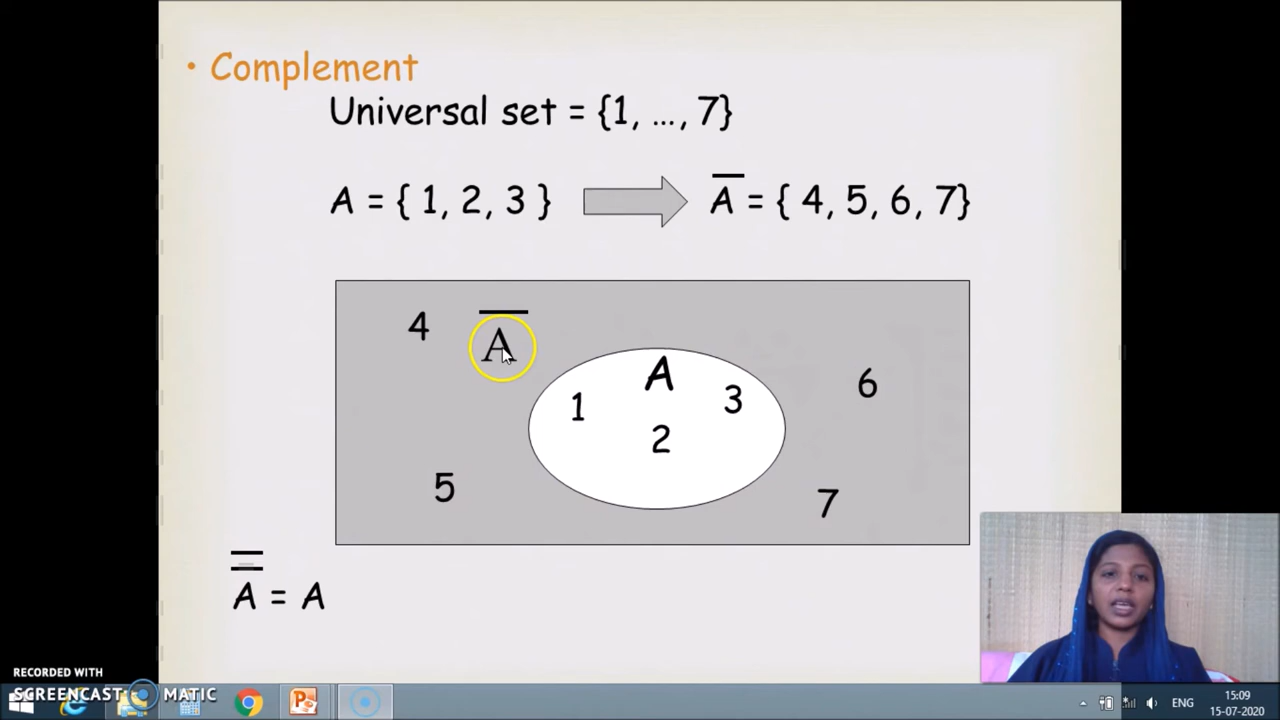 • Complement
Universal set = {1, ..., 7}
A = { 1, 2, 3 } A̅ = { 4, 5, 6, 7}
4 A̅
A
1 3 6
2
5 7
A̿ = A
RECORDED WITH
SCREENCAST MATIC
ENG
15:09
15-07-2020